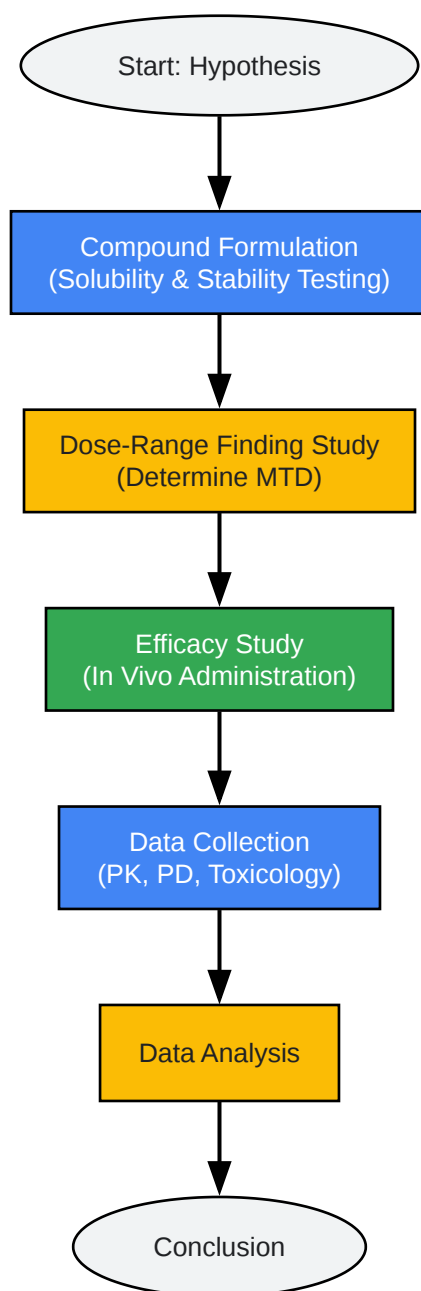 Start: Hypothesis
Compound Formulation
(Solubility & Stability Testing)
Dose-Range Finding Study
(Determine MTD)
Efficacy Study
(In Vivo Administration)
Data Collection
(PK, PD, Toxicology)
Data Analysis
Conclusion